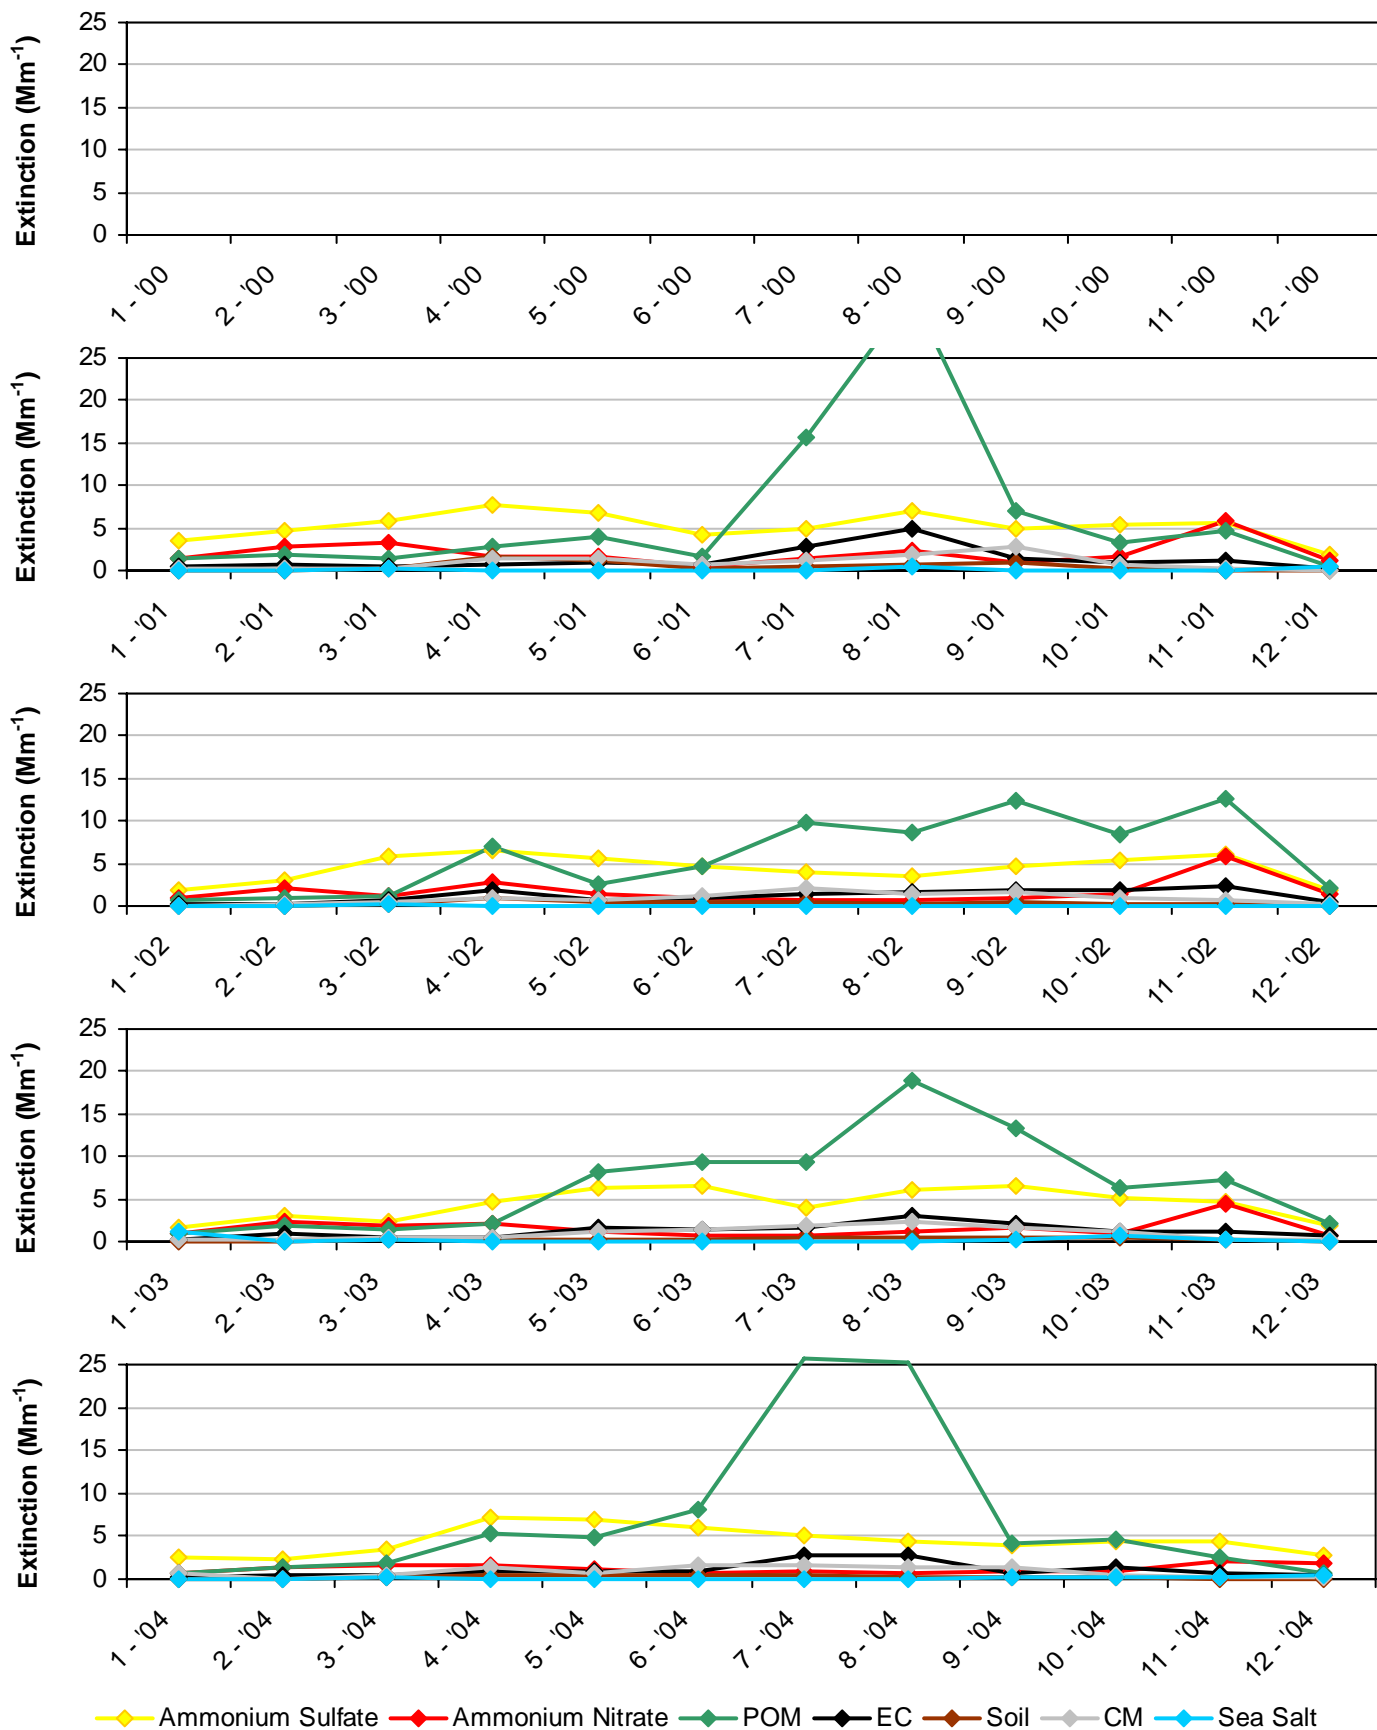 Extinction (Mm-1)
25
20
15
10
5
0
1 - '00
2 - '00
3 - '00
4 - '00
5 - '00
6 - '00
7 - '00
8 - '00
9 - '00
10 - '00
11 - '00
12 - '00
Extinction (Mm-1)
25
20
15
10
5
0
1 - '01
2 - '01
3 - '01
4 - '01
5 - '01
6 - '01
7 - '01
8 - '01
9 - '01
10 - '01
11 - '01
12 - '01
Extinction (Mm-1)
25
20
15
10
5
0
1 - '02
2 - '02
3 - '02
4 - '02
5 - '02
6 - '02
7 - '02
8 - '02
9 - '02
10 - '02
11 - '02
12 - '02
Extinction (Mm-1)
25
20
15
10
5
0
1 - '03
2 - '03
3 - '03
4 - '03
5 - '03
6 - '03
7 - '03
8 - '03
9 - '03
10 - '03
11 - '03
12 - '03
Extinction (Mm-1)
25
20
15
10
5
0
1 - '04
2 - '04
3 - '04
4 - '04
5 - '04
6 - '04
7 - '04
8 - '04
9 - '04
10 - '04
11 - '04
12 - '04
Ammonium Sulfate Ammonium Nitrate POM EC Soil CM Sea Salt